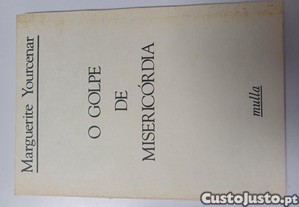 Marguerite Yourcenar
O GOLPE
DE
MISERICÓRDIA
mulla
CustoJusto.pt